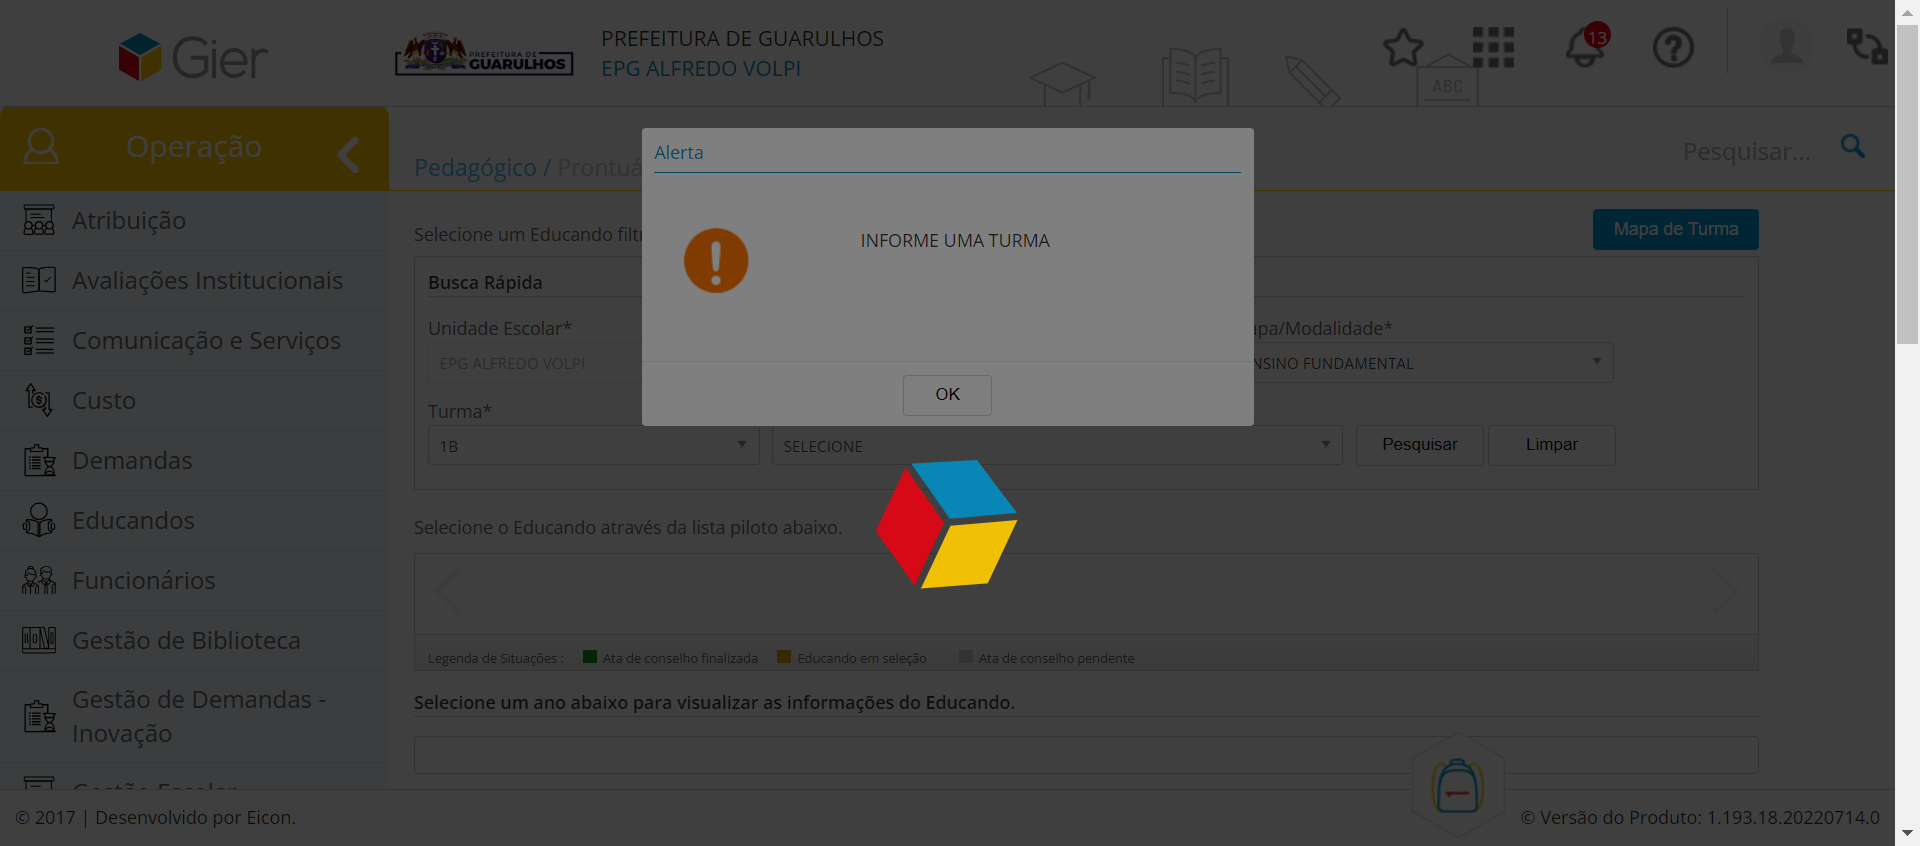 Gier
PREFEITURA DE
GUARULHOS
PREFEITURA DE GUARULHOS
EPG ALFREDO VOLPI
ABC
13
Operação
Pedagógico / Prontuá
Pesquisar...
Alerta
INFORME UMA TURMA
OK
Atribuição
Avaliações Institucionais
Comunicação e Serviços
Custo
Demandas
Educandos
Funcionários
Gestão de Biblioteca
Gestão de Demandas -
Inovação
Gestão Escolar
Selecione um Educando filt
Mapa de Turma
Busca Rápida
Unidade Escolar*
apa/Modalidade*
EPG ALFREDO VOLPI
NSINO FUNDAMENTAL
Turma*
1B
SELECIONE
Pesquisar
Limpar
Selecione o Educando através da lista piloto abaixo.
Legenda de Situações :
Ata de conselho finalizada
Educando em seleção
Ata de conselho pendente
Selecione um ano abaixo para visualizar as informações do Educando.
© 2017 | Desenvolvido por Eicon.
© Versão do Produto: 1.193.18.20220714.0